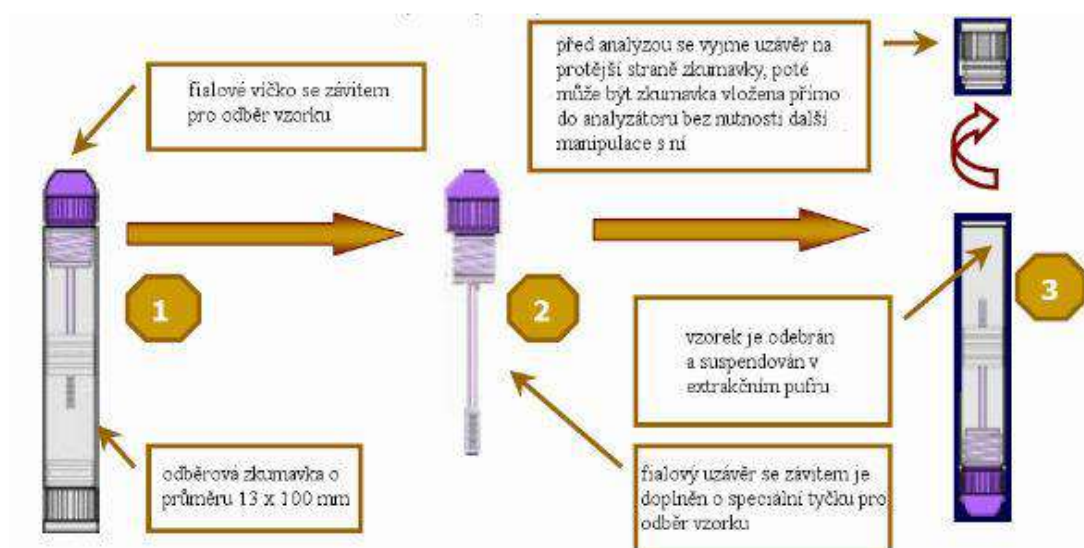 fialové víčko se závitem
pro odběr vzorku
před analyzou se vyjme uzávěr na
protější straně zkumavky, poté
může být zkumavka vložena přímo
do analyzátoru bez nutnosti další
manipulace s ní
1
2
3
vzorek je odebrán
a suspendován v
extrakčním pufru
odběrová zkumavka o
průměru 13 x 100 mm
fialový uzávěr se závitem je
doplněn o speciální tyčku pro
odběr vzorku